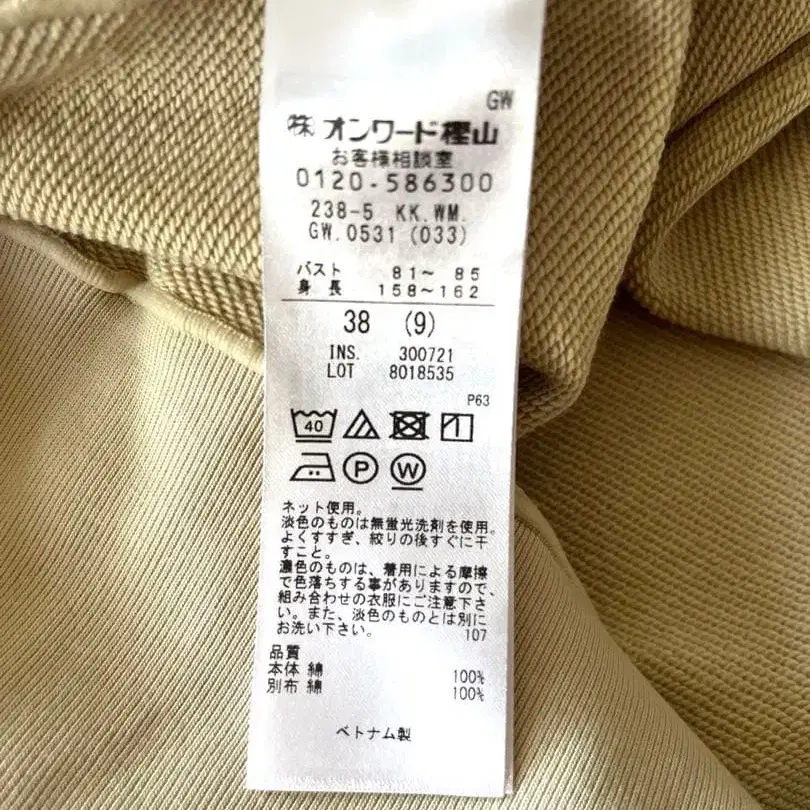 GW
㈱ オンワード樫山
お客様相談室
0120-586300
238-5 KK.WM.
GW.0531 (033)
バスト 81〜 85
身長 158〜162
38 (9)
INS. 300721
LOT 8018535
P63
40
P W
ネット使用。
淡色のものは無蛍光洗剤を使用。
よくすすぎ、絞りの後すぐに干
すこと。
濃色のものは、着用による摩擦
で色落ちする事がありますので、
組み合わせの衣服にご注意下さ
い。また、淡色のものとは別に
お洗い下さい。 107
品質
本体 綿 100%
別布 綿 100%
ベトナム製